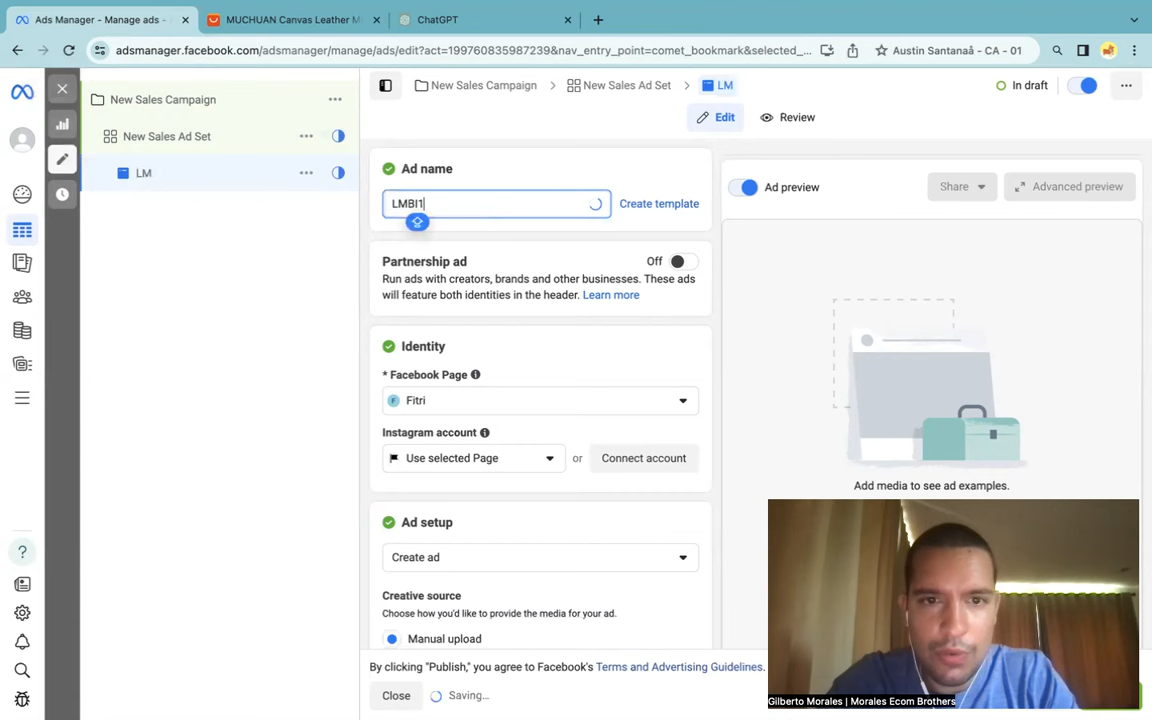 Ads Manager - Manage ads -
MUCHUAN Canvas Leather M
ChatGPT
adsmanager.facebook.com/adsmanager/manage/ads/edit?act=199760835987239&nav_entry_point=comet_bookmark&selected_...
Austin Santanaå - CA - 01
New Sales Campaign
New Sales Ad Set
LM
New Sales Campaign
New Sales Ad Set
LM
In draft
Edit
Review
Ad name
LMBI1
Create template
Partnership ad
Off
Run ads with creators, brands and other businesses. These ads
will feature both identities in the header. Learn more
Identity
* Facebook Page
F
Fitri
Instagram account
Use selected Page
or
Connect account
Ad setup
Create ad
Creative source
Choose how you'd like to provide the media for your ad.
Manual upload
Ad preview
Share
Advanced preview
Add media to see ad examples.
By clicking "Publish," you agree to Facebook's Terms and Advertising Guidelines.
Close
Saving...
Gilberto Morales | Morales Ecom Brothers